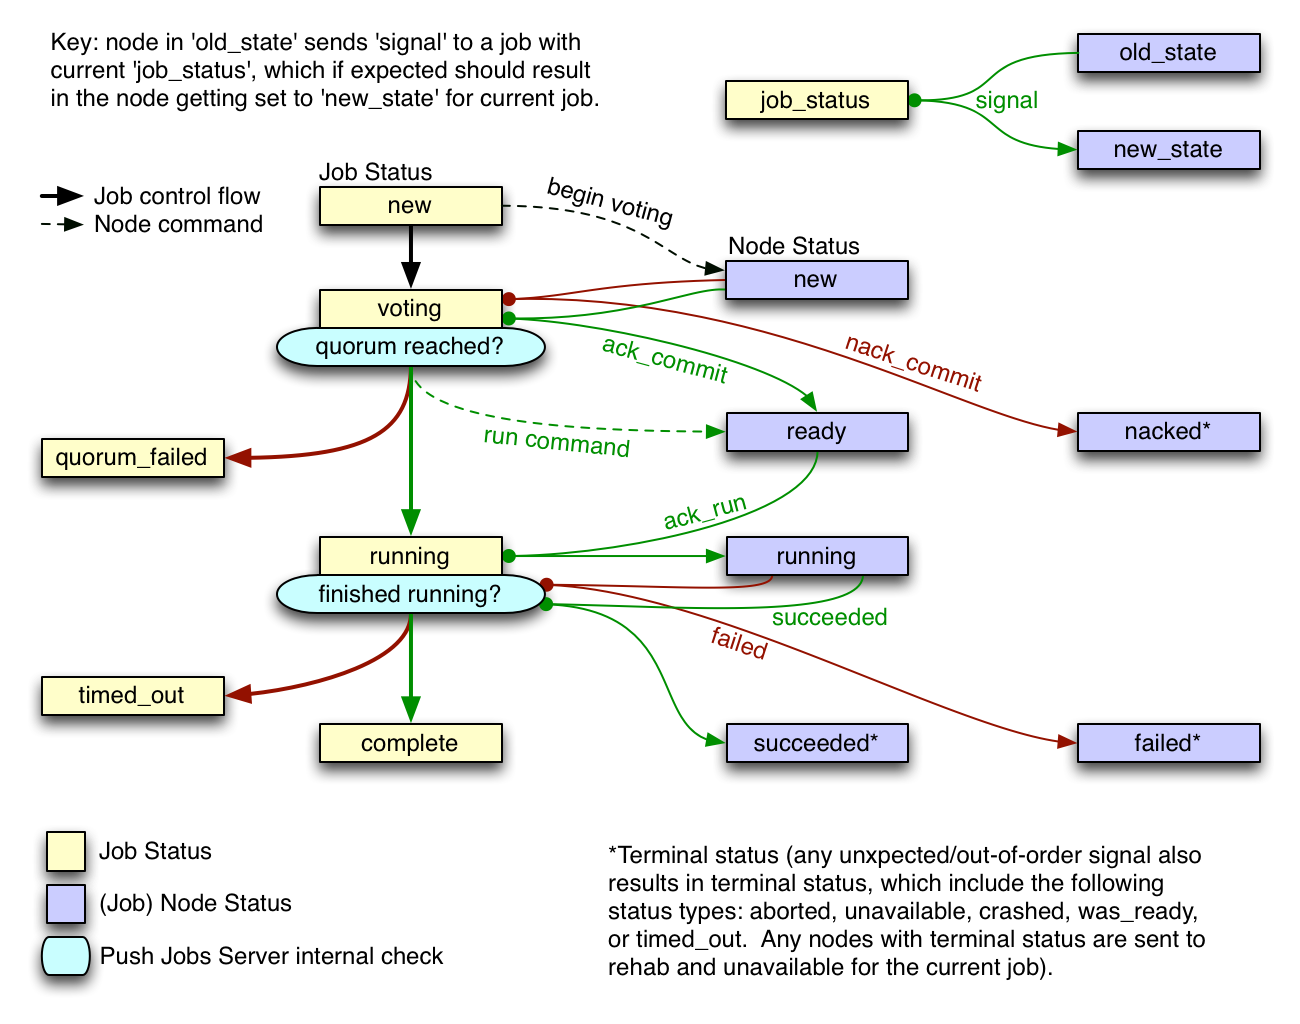 Key: node in 'old_state' sends 'signal' to a job with
current 'job_status', which if expected should result
in the node getting set to 'new_state' for current job.
old_state
job_status
signal
new_state
Job control flow
Node command
Job Status
new
begin voting
Node Status
new
voting
quorum reached?
ack_commit
nack_commit
run command
ready
nacked*
quorum_failed
ack_run
running
running
finished running?
succeeded
failed
timed_out
complete
succeeded*
failed*
Job Status
(Job) Node Status
Push Jobs Server internal check
*Terminal status (any unxpected/out-of-order signal also
results in terminal status, which include the following
status types: aborted, unavailable, crashed, was_ready,
or timed_out.  Any nodes with terminal status are sent to
rehab and unavailable for the current job).